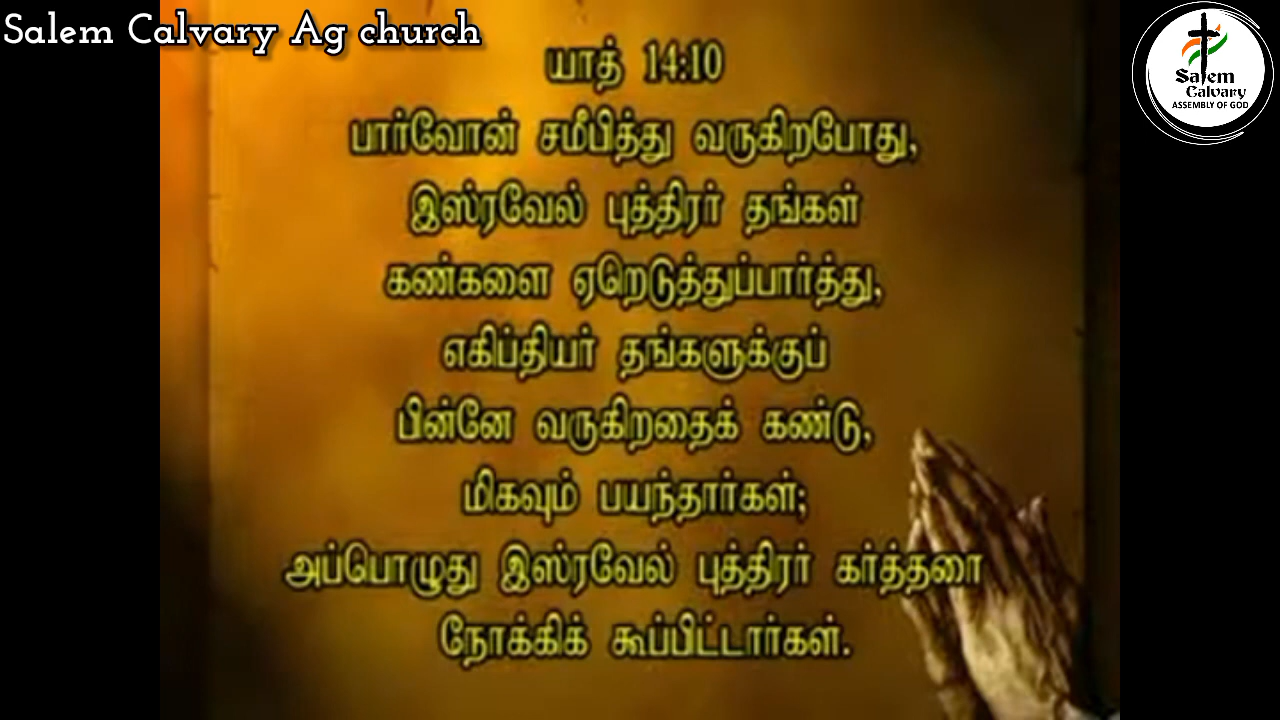 Salem Calvary Ag church
யாத் 14:10
பார்வோன் சமீபித்து வருகிறபோது,
இஸ்ரவேல் புத்திரர் தங்கள்
கண்களை ஏறெடுத்துப்பார்த்து,
எகிப்தியர் தங்களுக்குப்
பின்னே வருகிறதைக் கண்டு,
மிகவும் பயந்தார்கள்;
அப்பொழுது இஸ்ரவேல் புத்திரர் கர்த்தரை
நோக்கிக் கூப்பிட்டார்கள்.
Salem
Calvary
ASSEMBLY OF GOD